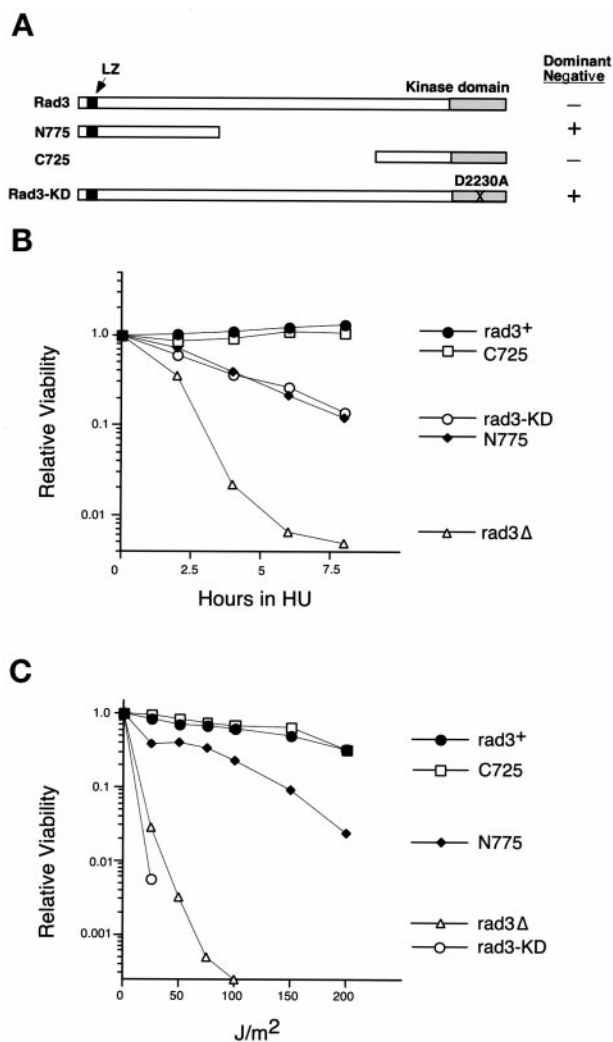 A
LZ
Dominant
Negative
Kinase domain
Rad3
–
N775
+
C725
–
D2230A
Rad3-KD
X
+
B
Relative Viability
1.0
0.1
0.01
0
2.5
5
7.5
Hours in HU
rad3+
C725
rad3-KD
N775
rad3Δ
C
Relative Viability
1.0
0.1
0.01
0.001
0
50
100
150
200
J/m2
rad3+
C725
N775
rad3Δ
rad3-KD